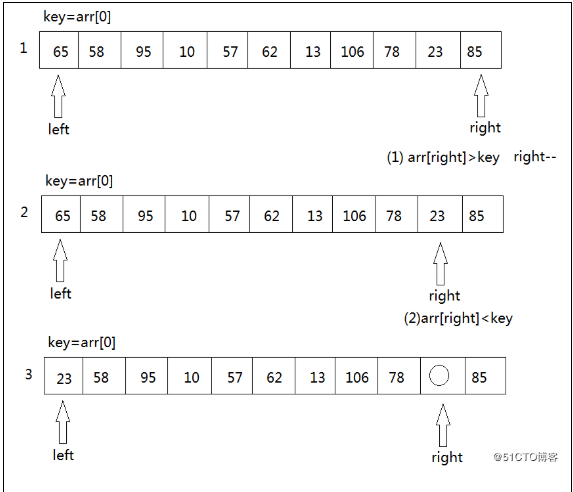 key=arr[0]
1 65 58 95 10 57 62 13 106 78 23 85
left right
(1) arr[right]>key right--
key=arr[0]
2 65 58 95 10 57 62 13 106 78 23 85
left right
(2)arr[right]<key
key=arr[0]
3 23 58 95 10 57 62 13 106 78 85
left right
@51CTO博客